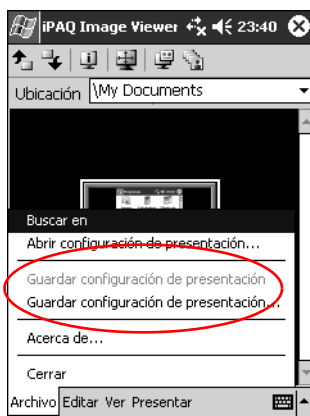 iPAQ Image Viewer 23:40
Ubicación \My Documents
Buscar en
Abrir configuración de presentación...
Guardar configuración de presentación
Guardar configuración de presentación...
Acerca de...
Cerrar
Archivo Editar Ver Presentar